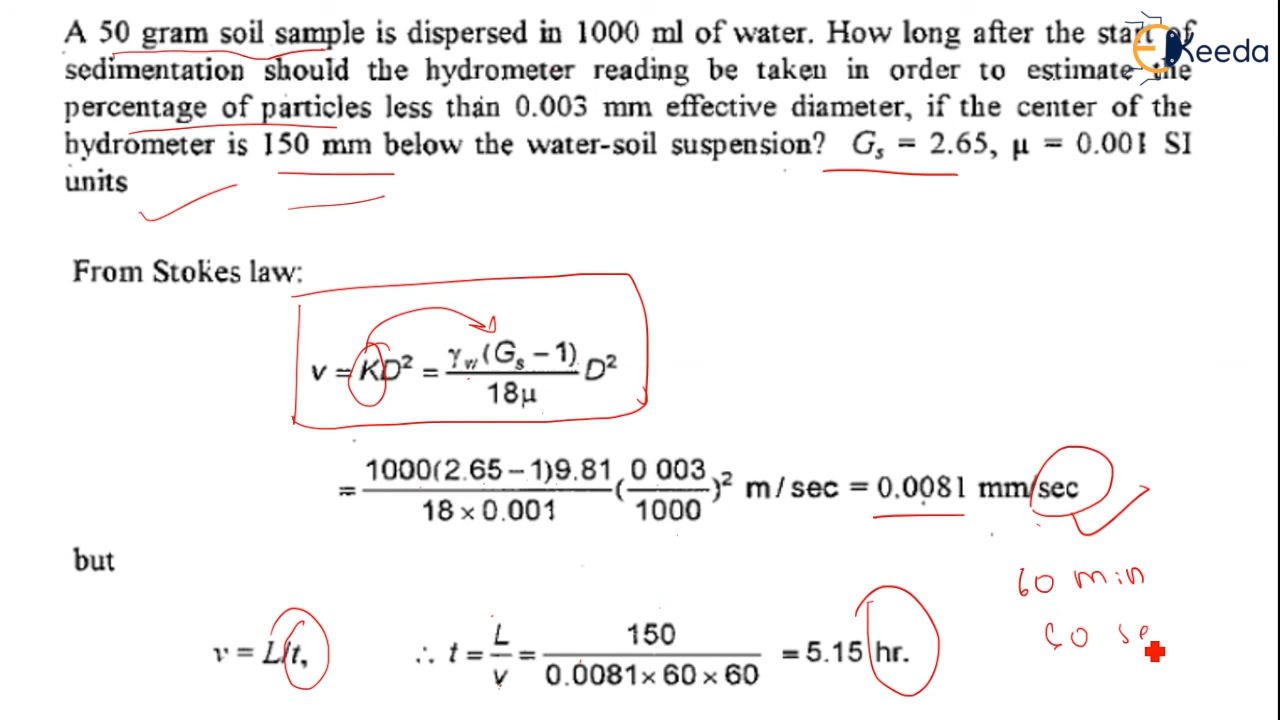 A 50 gram soil sample is dispersed in 1000 ml of water. How long after the start of
sedimentation should the hydrometer reading be taken in order to estimate the
percentage of particles less than 0.003 mm effective diameter, if the center of the
hydrometer is 150 mm below the water-soil suspension? Gₛ = 2.65, μ = 0.001 SI
units
eKeeda
From Stokes law:
v = KD² = γw(Gₛ − 1) / 18μ D²
= 1000(2.65 − 1)9.81 / 18 × 0.001 (0 003 / 1000)² m/sec = 0.0081 mm/sec
but
60 min
60 se
v = L/t, ∴ t = L / v = 150 / 0.0081 × 60 × 60 = 5.15 hr.